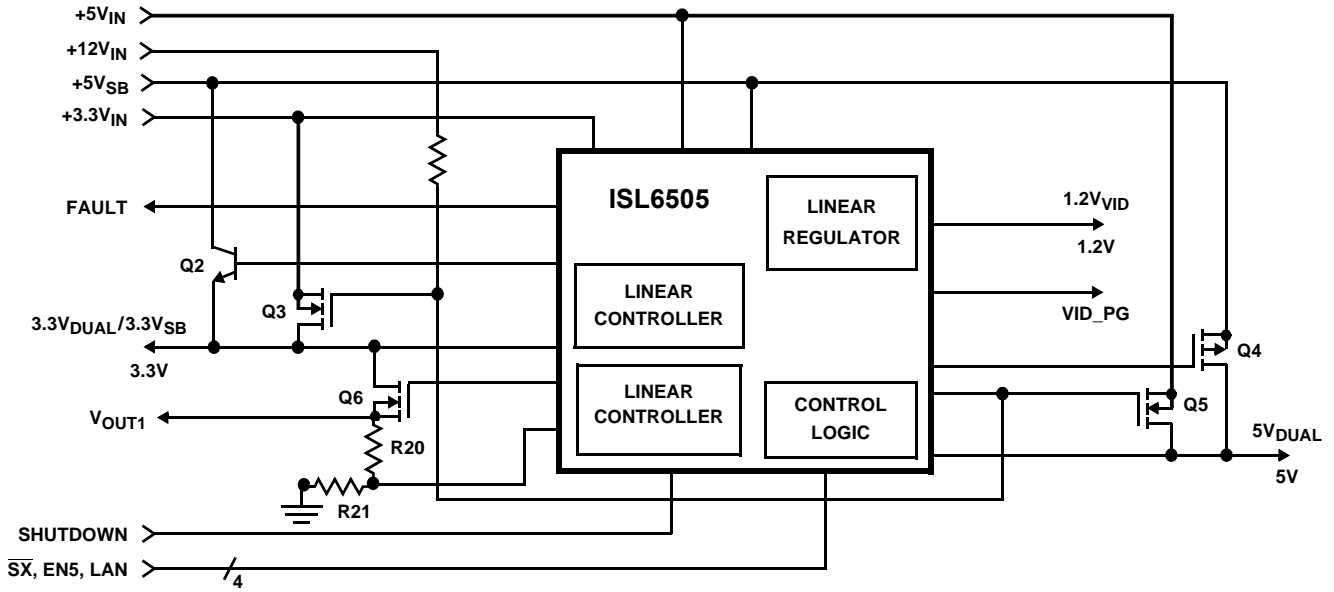 +5VIN
+12VIN
+5VSB
+3.3VIN
FAULT
Q2
Q3
3.3VDUAL/3.3VSB
3.3V
Q6
VOUT1
R20
R21
SHUTDOWN
SX, EN5, LAN
4
ISL6505
LINEAR
REGULATOR
LINEAR
CONTROLLER
LINEAR
CONTROLLER
CONTROL
LOGIC
1.2VVID
1.2V
VID_PG
Q4
Q5
5VDUAL
5V